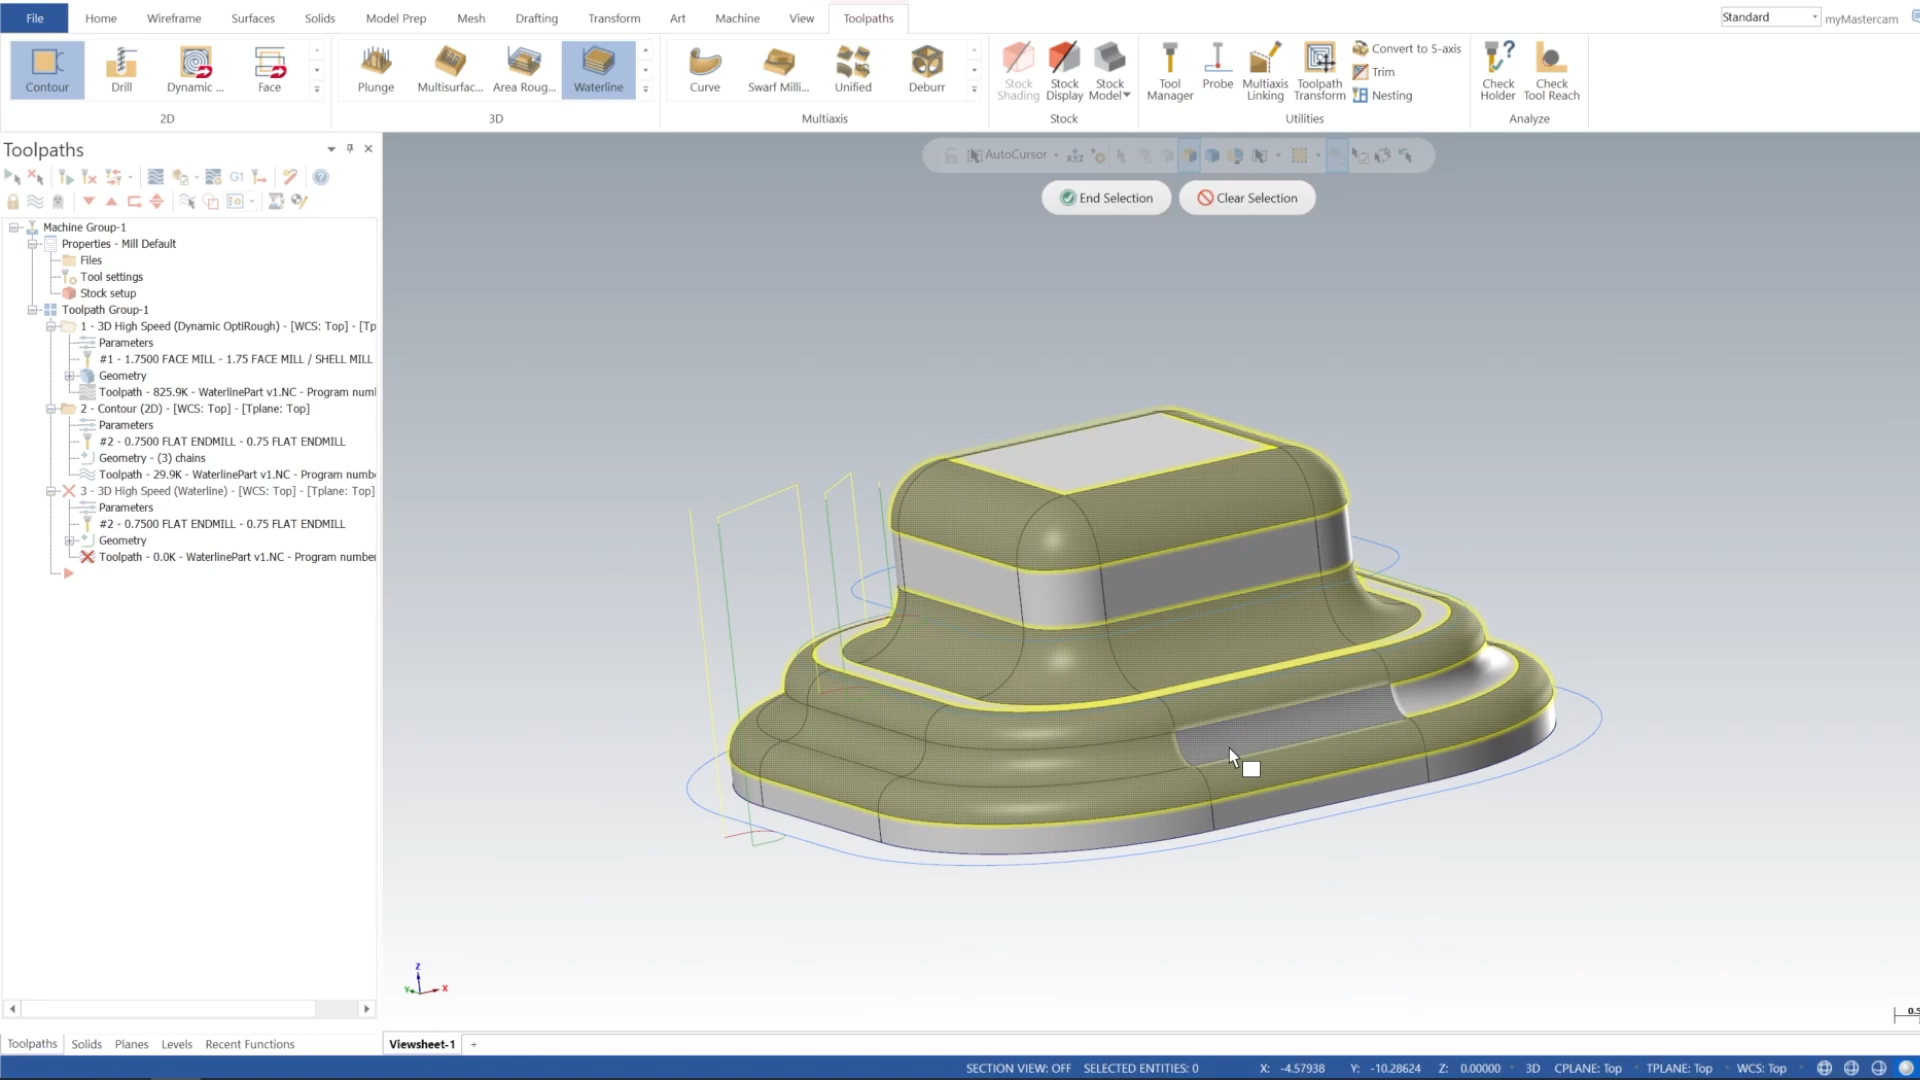 File Home Wireframe Surfaces Solids Model Prep Mesh Drafting Transform Art Machine View Toolpaths Standard myMastercam
Contour Drill Dynamic ... Face Plunge Multisurfac... Area Roug... Waterline Curve Swarf Milli... Unified Deburr
Stock Shading
Stock Display
Stock Model
Tool Manager
Probe
Multiaxis Linking
Toolpath Transform
Convert to 5-axis
Trim
Nesting
Check Holder
Check Tool Reach
2D 3D Multiaxis Stock Utilities Analyze
Toolpaths
AutoCursor
G1
End Selection Clear Selection
Machine Group-1
Properties - Mill Default
Files
Tool settings
Stock setup
Toolpath Group-1
1 - 3D High Speed (Dynamic OptiRough) - [WCS: Top] - [Tp
Parameters
#1 - 1.7500 FACE MILL - 1.75 FACE MILL / SHELL MILL
Geometry
Toolpath - 825.9K - WaterlinePart v1.NC - Program num
2 - Contour (2D) - [WCS: Top] - [Tplane: Top]
Parameters
#2 - 0.7500 FLAT ENDMILL - 0.75 FLAT ENDMILL
Geometry - (3) chains
Toolpath - 29.9K - WaterlinePart v1.NC - Program numbe
3 - 3D High Speed (Waterline) - [WCS: Top] - [Tplane: Top]
Parameters
#2 - 0.7500 FLAT ENDMILL - 0.75 FLAT ENDMILL
Geometry
Toolpath - 0.0K - WaterlinePart v1.NC - Program number
Z
Y X
0.5
Toolpaths Solids Planes Levels Recent Functions Viewsheet-1 +
SECTION VIEW: OFF SELECTED ENTITIES: 0 X: -4.57938 Y: -10.28624 Z: 0.00000 3D CPLANE: Top TPLANE: Top WCS: Top